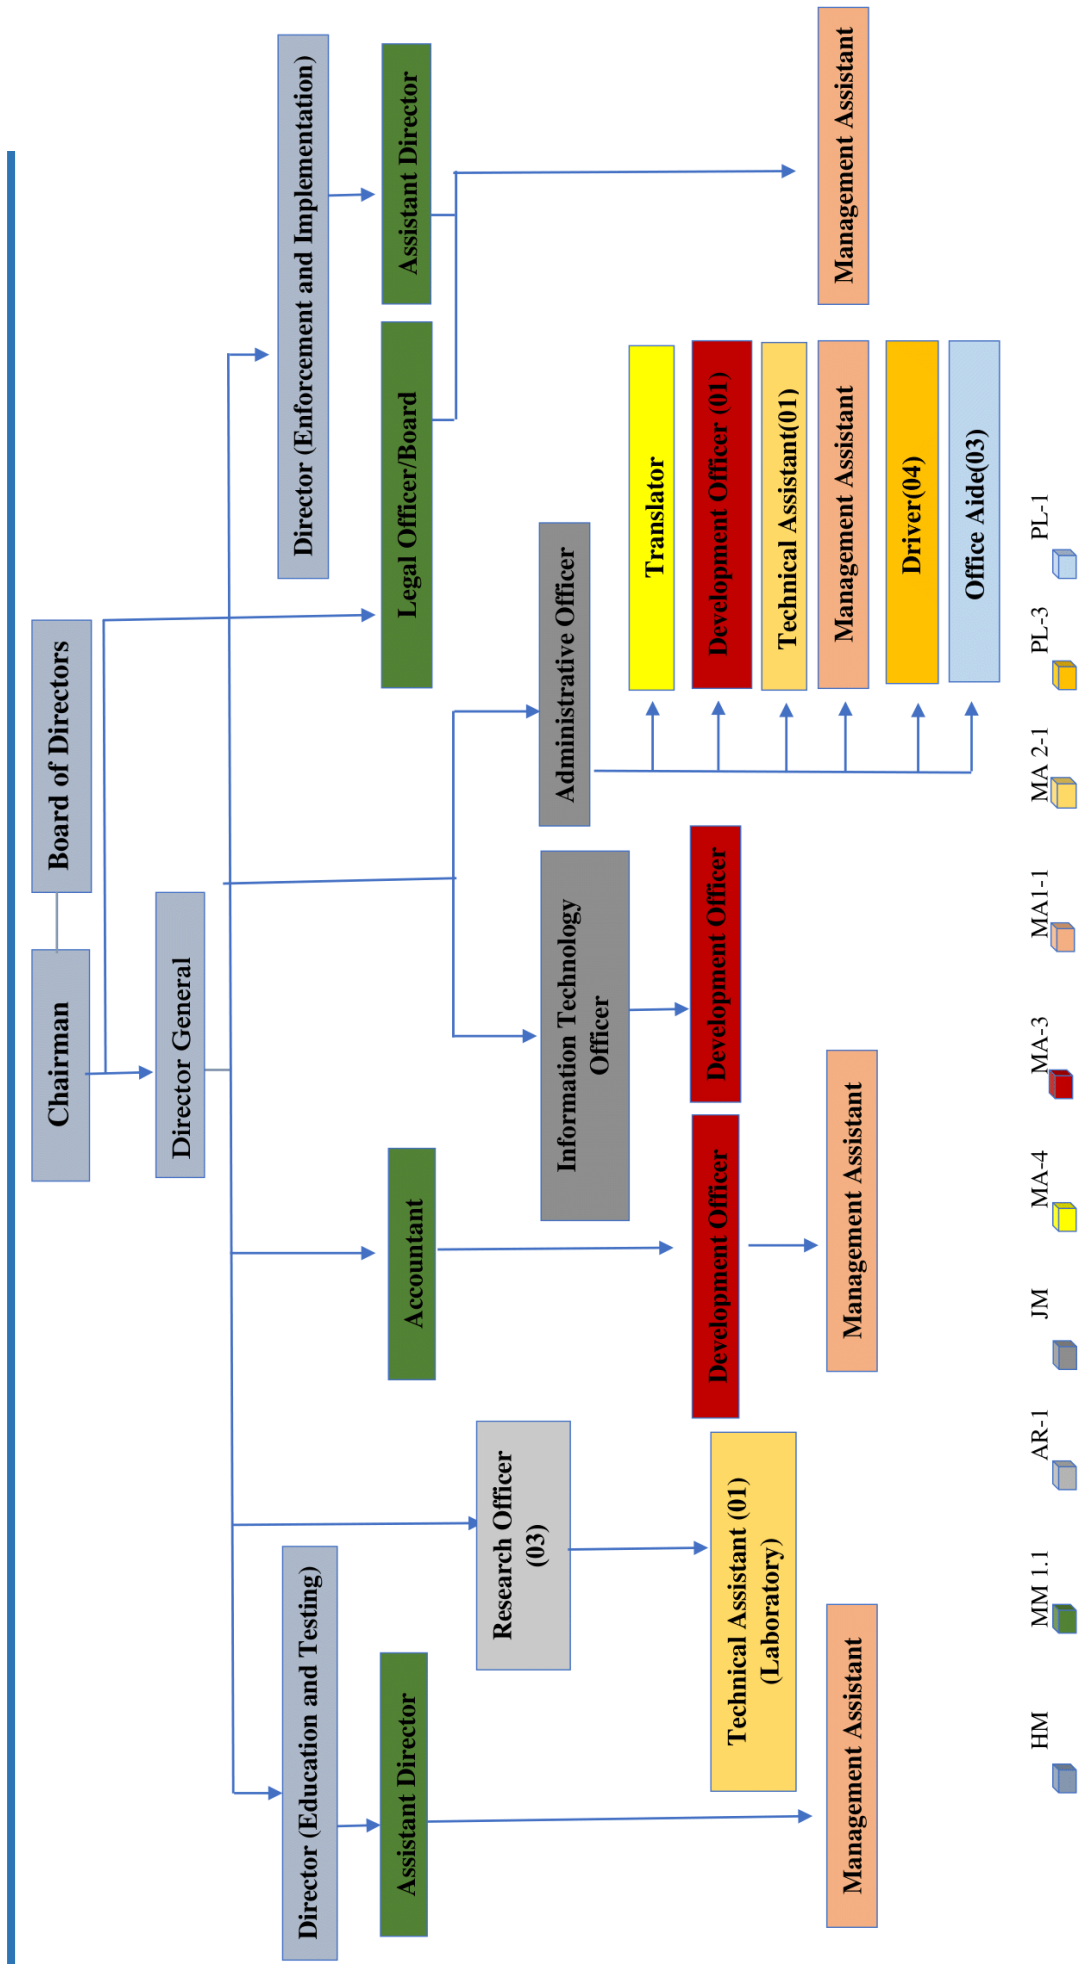 Chairman
Board of Directors
Director General
Director (Education and Testing)
Director (Enforcement and Implementation)
Assistant Director
Accountant
Legal Officer/Board
Assistant Director
Research Officer
(03)
Information Technology
Officer
Administrative Officer
Technical Assistant (01)
(Laboratory)
Development Officer
Development Officer
Translator
Development Officer (01)
Technical Assistant(01)
Management Assistant
Driver(04)
Office Aide(03)
Management Assistant
Management Assistant
Management Assistant
HM
MM 1.1
AR-1
JM
MA-4
MA-3
MA1-1
MA 2-1
PL-3
PL-1